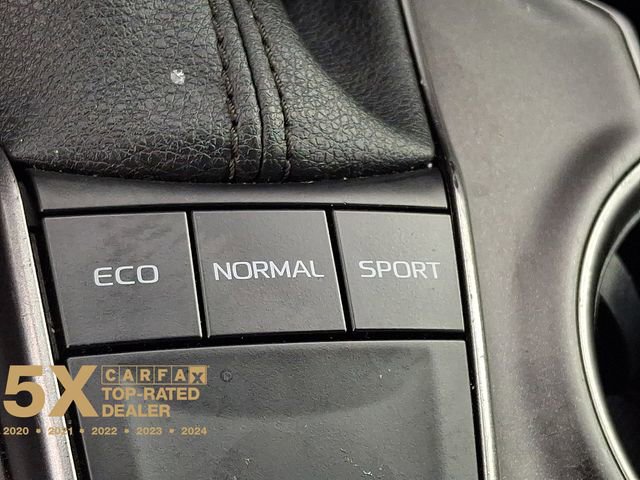 ECO NORMAL SPORT
5X CARFAX
TOP-RATED
DEALER
2020 • 2021 • 2022 • 2023 • 2024